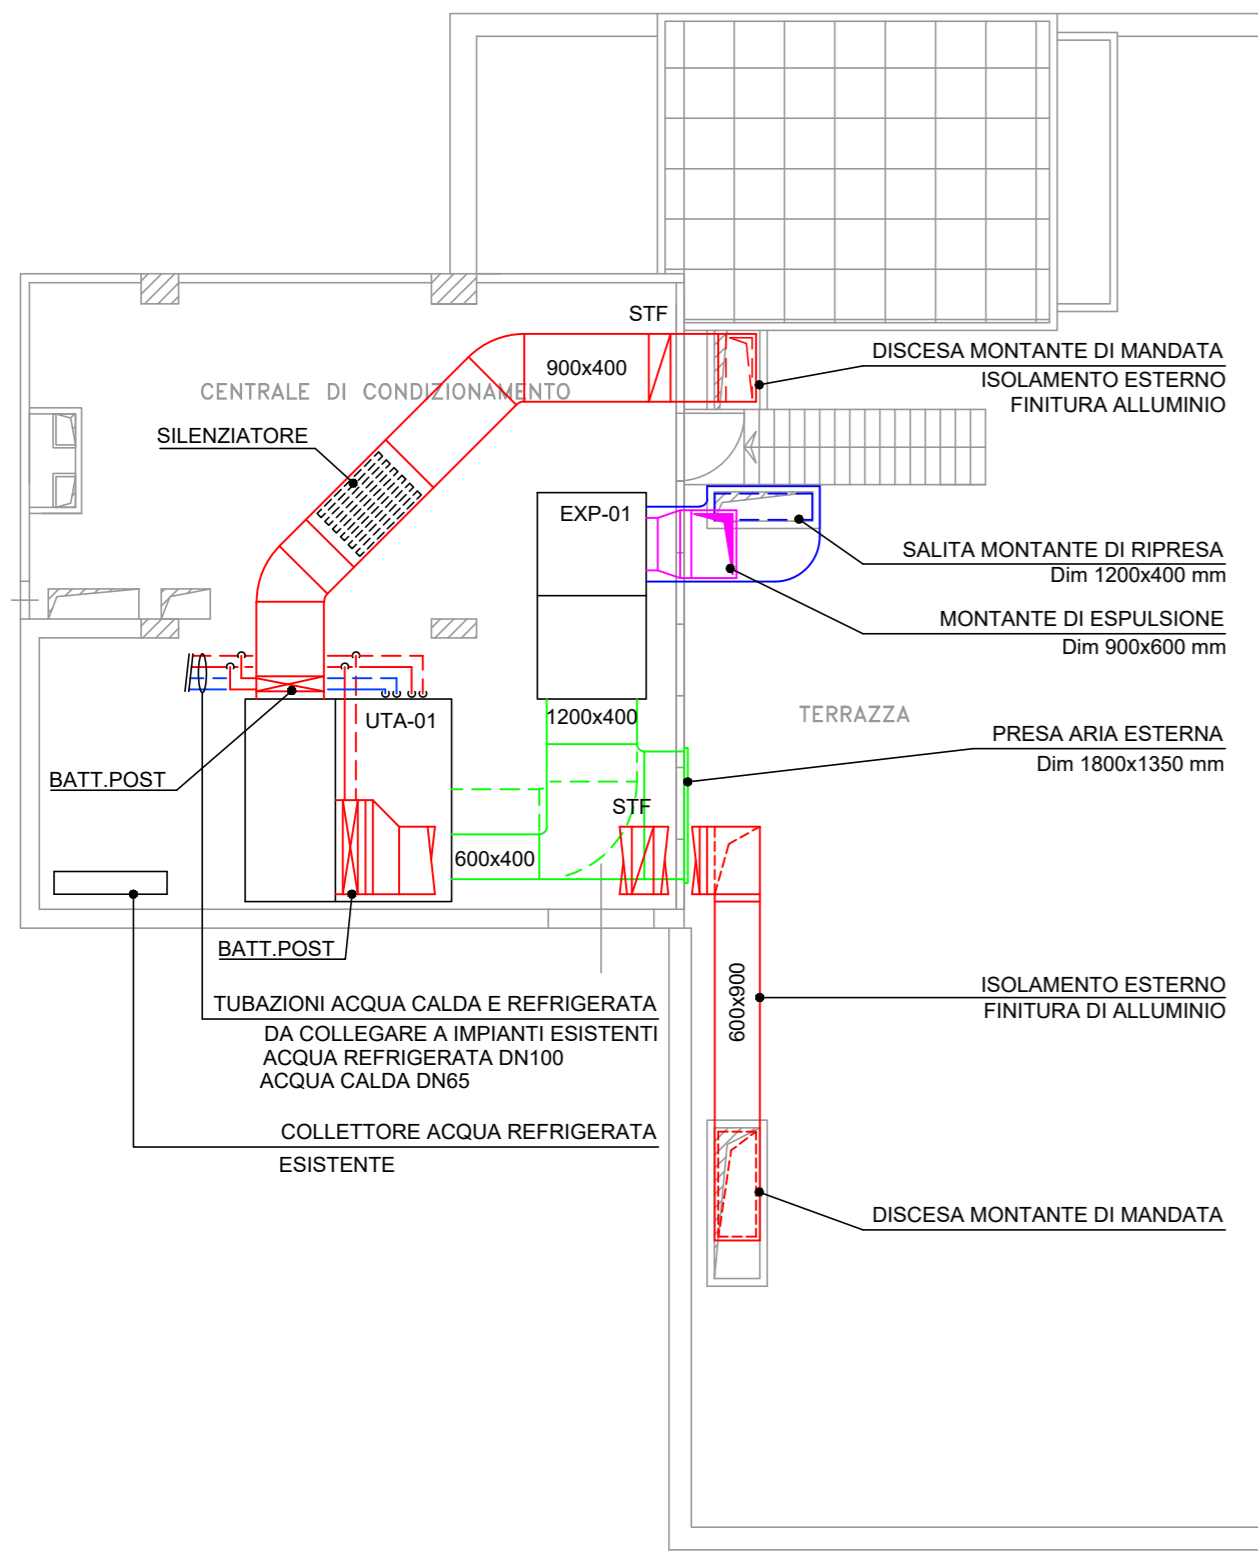 STF
DISCESA MONTANTE DI MANDATA
900x400
ISOLAMENTO ESTERNO
CENTRALE DI CONDIZIONAMENTO
FINITURA ALLUMINIO
SILENZIATORE
EXP-01
SALITA MONTANTE DI RIPRESA
Dim 1200x400 mm
MONTANTE DI ESPULSIONE
Dim 900x600 mm
UTA-01
1200x400
TERRAZZA
PRESA ARIA ESTERNA
Dim 1800x1350 mm
BATT.POST
STF
600x400
BATT.POST
ISOLAMENTO ESTERNO
FINITURA DI ALLUMINIO
600x900
TUBAZIONI ACQUA CALDA E REFRIGERATA
DA COLLEGARE A IMPIANTI ESISTENTI
ACQUA REFRIGERATA DN100
ACQUA CALDA DN65
COLLETTORE ACQUA REFRIGERATA
ESISTENTE
DISCESA MONTANTE DI MANDATA